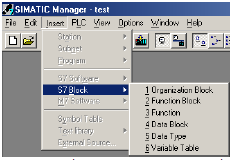 SIMATIC Manager - test
File Edit Insert PLC View Options Window Help
Station
Subnet
Program
S7 Software
S7 Block
M7 Software
Symbol Table
Text Library
External Source...
1 Organization Block
2 Function Block
3 Function
4 Data Block
5 Data Type
6 Variable Table